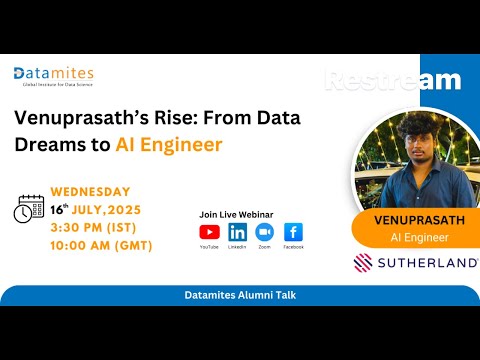 Datamites
Global Institute for Data Science
Restream
Venuprasath's Rise: From Data
Dreams to AI Engineer
WEDNESDAY
16th JULY,2025
3:30 PM (IST)
10:00 AM (GMT)
Join Live Webinar
YouTube LinkedIn Zoom Facebook
VENUPRASATH
AI Engineer
SUTHERLAND
Datamites Alumni Talk